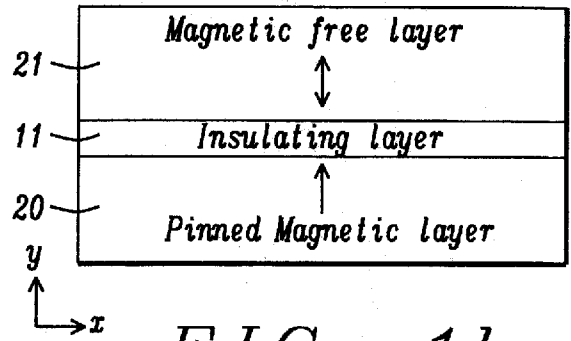 Magnetic free layer
21
11
Insulating layer
20
Pinned Magnetic layer
y
x